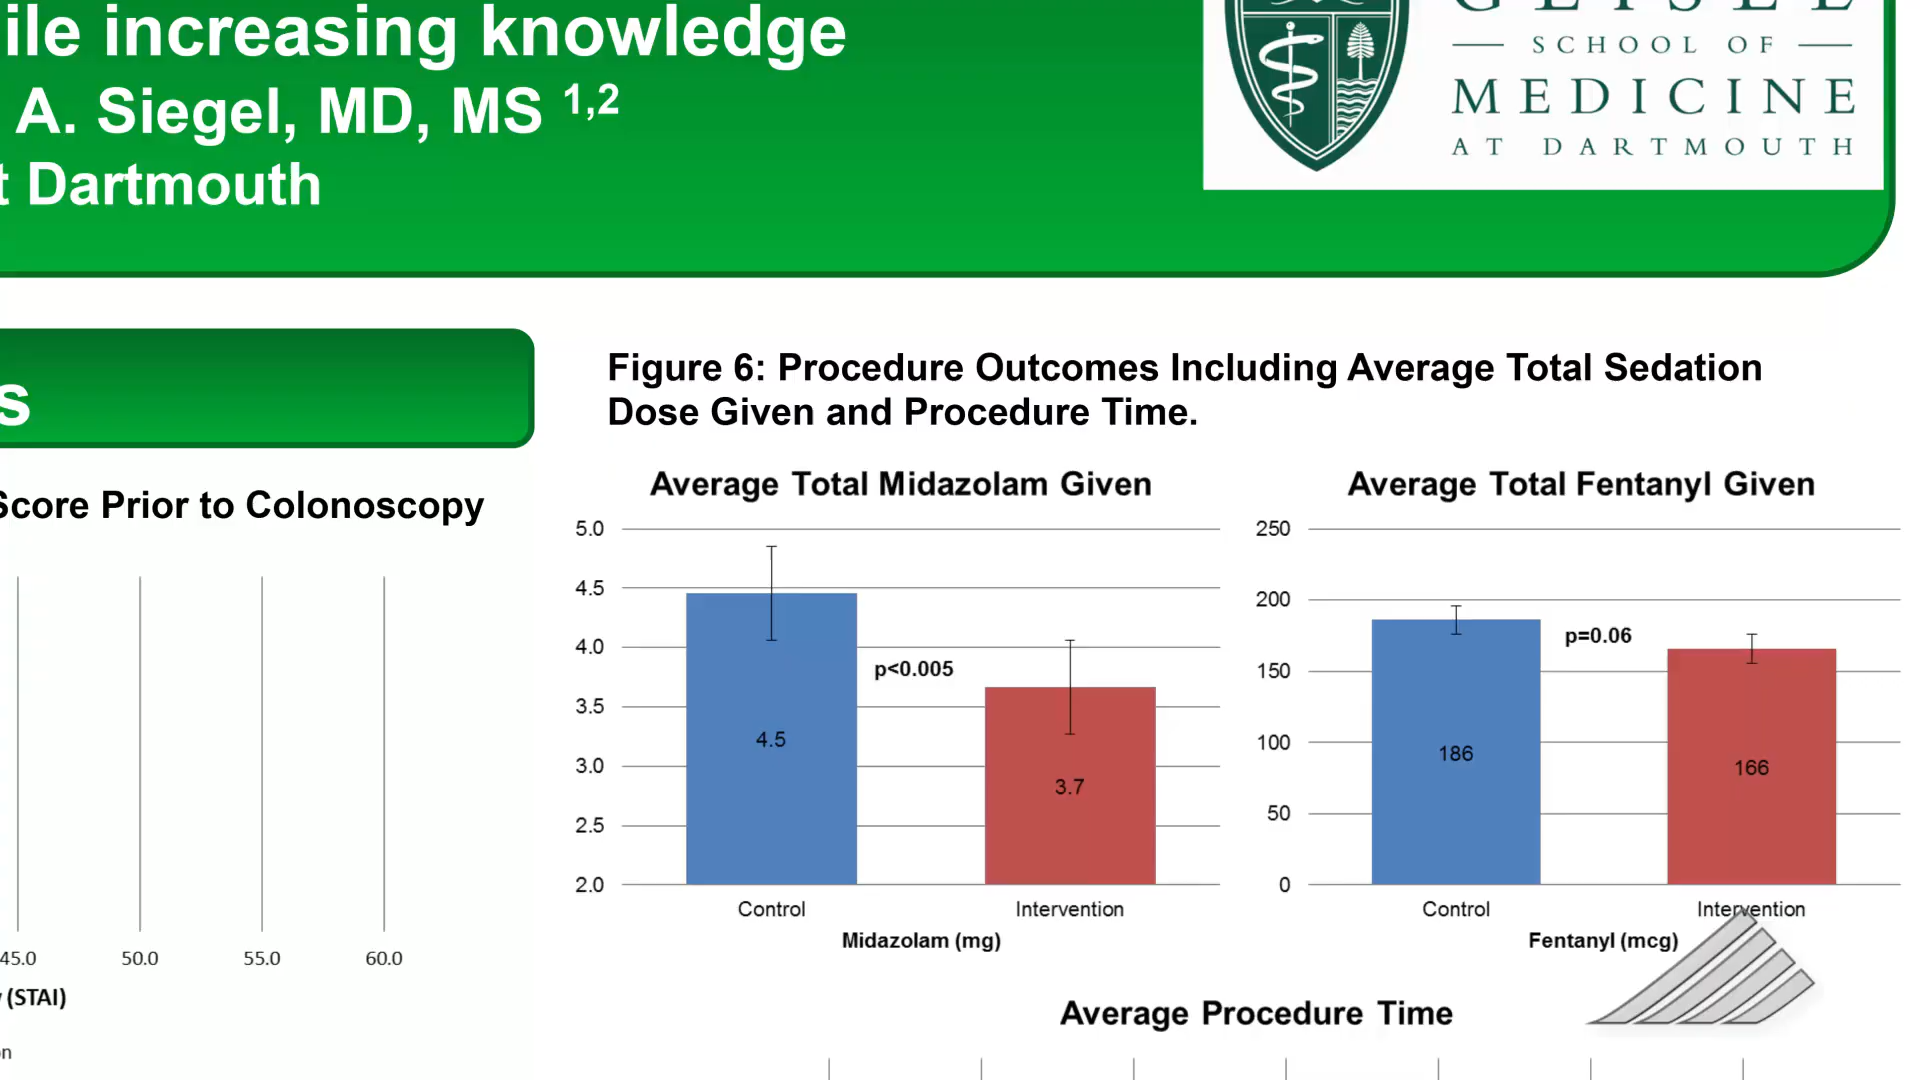 ile increasing knowledge
A. Siegel, MD, MS 1,2
t Dartmouth
SCHOOL OF
MEDICINE
AT DARTMOUTH
s
Score Prior to Colonoscopy
45.0 50.0 55.0 60.0
(STAI)
on
Figure 6: Procedure Outcomes Including Average Total Sedation
Dose Given and Procedure Time.
Average Total Midazolam Given
5.0
4.5
4.0
3.5
3.0
2.5
2.0
p<0.005
4.5
3.7
Control Intervention
Midazolam (mg)
Average Total Fentanyl Given
250
200
150
100
50
0
p=0.06
186
166
Control Intervention
Fentanyl (mcg)
Average Procedure Time